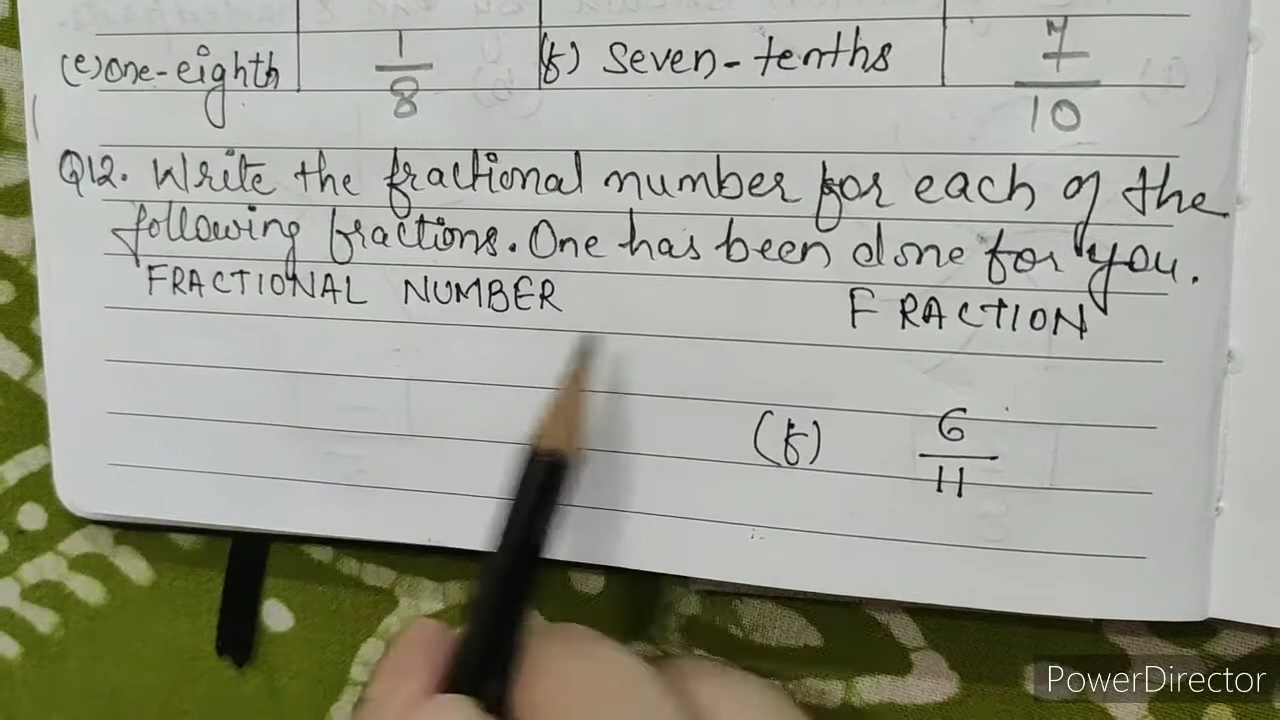 (e) one-eighth 1/8 (f) seven-tenths 7/10
Q12. Write the fractional number for each of the
following fractions. One has been done for you.
FRACTIONAL NUMBER FRACTION
(f) 6/11
PowerDirector